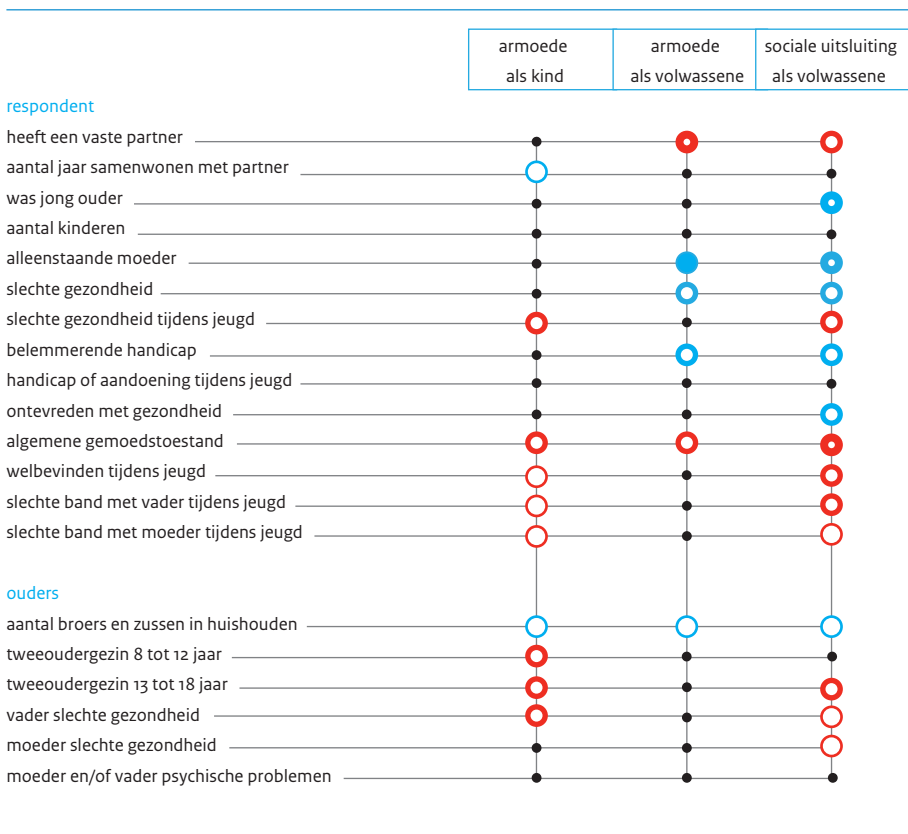 armoede
als kind
armoede
als volwassene
sociale uitsluiting
als volwassene
respondent
heeft een vaste partner
aantal jaar samenwonen met partner
was jong ouder
aantal kinderen
alleenstaande moeder
slechte gezondheid
slechte gezondheid tijdens jeugd
belemmerende handicap
handicap of aandoening tijdens jeugd
ontevreden met gezondheid
algemene gemoedstoestand
welbevinden tijdens jeugd
slechte band met vader tijdens jeugd
slechte band met moeder tijdens jeugd
ouders
aantal broers en zussen in huishouden
tweeoudergezin 8 tot 12 jaar
tweeoudergezin 13 tot 18 jaar
vader slechte gezondheid
moeder slechte gezondheid
moeder en/of vader psychische problemen